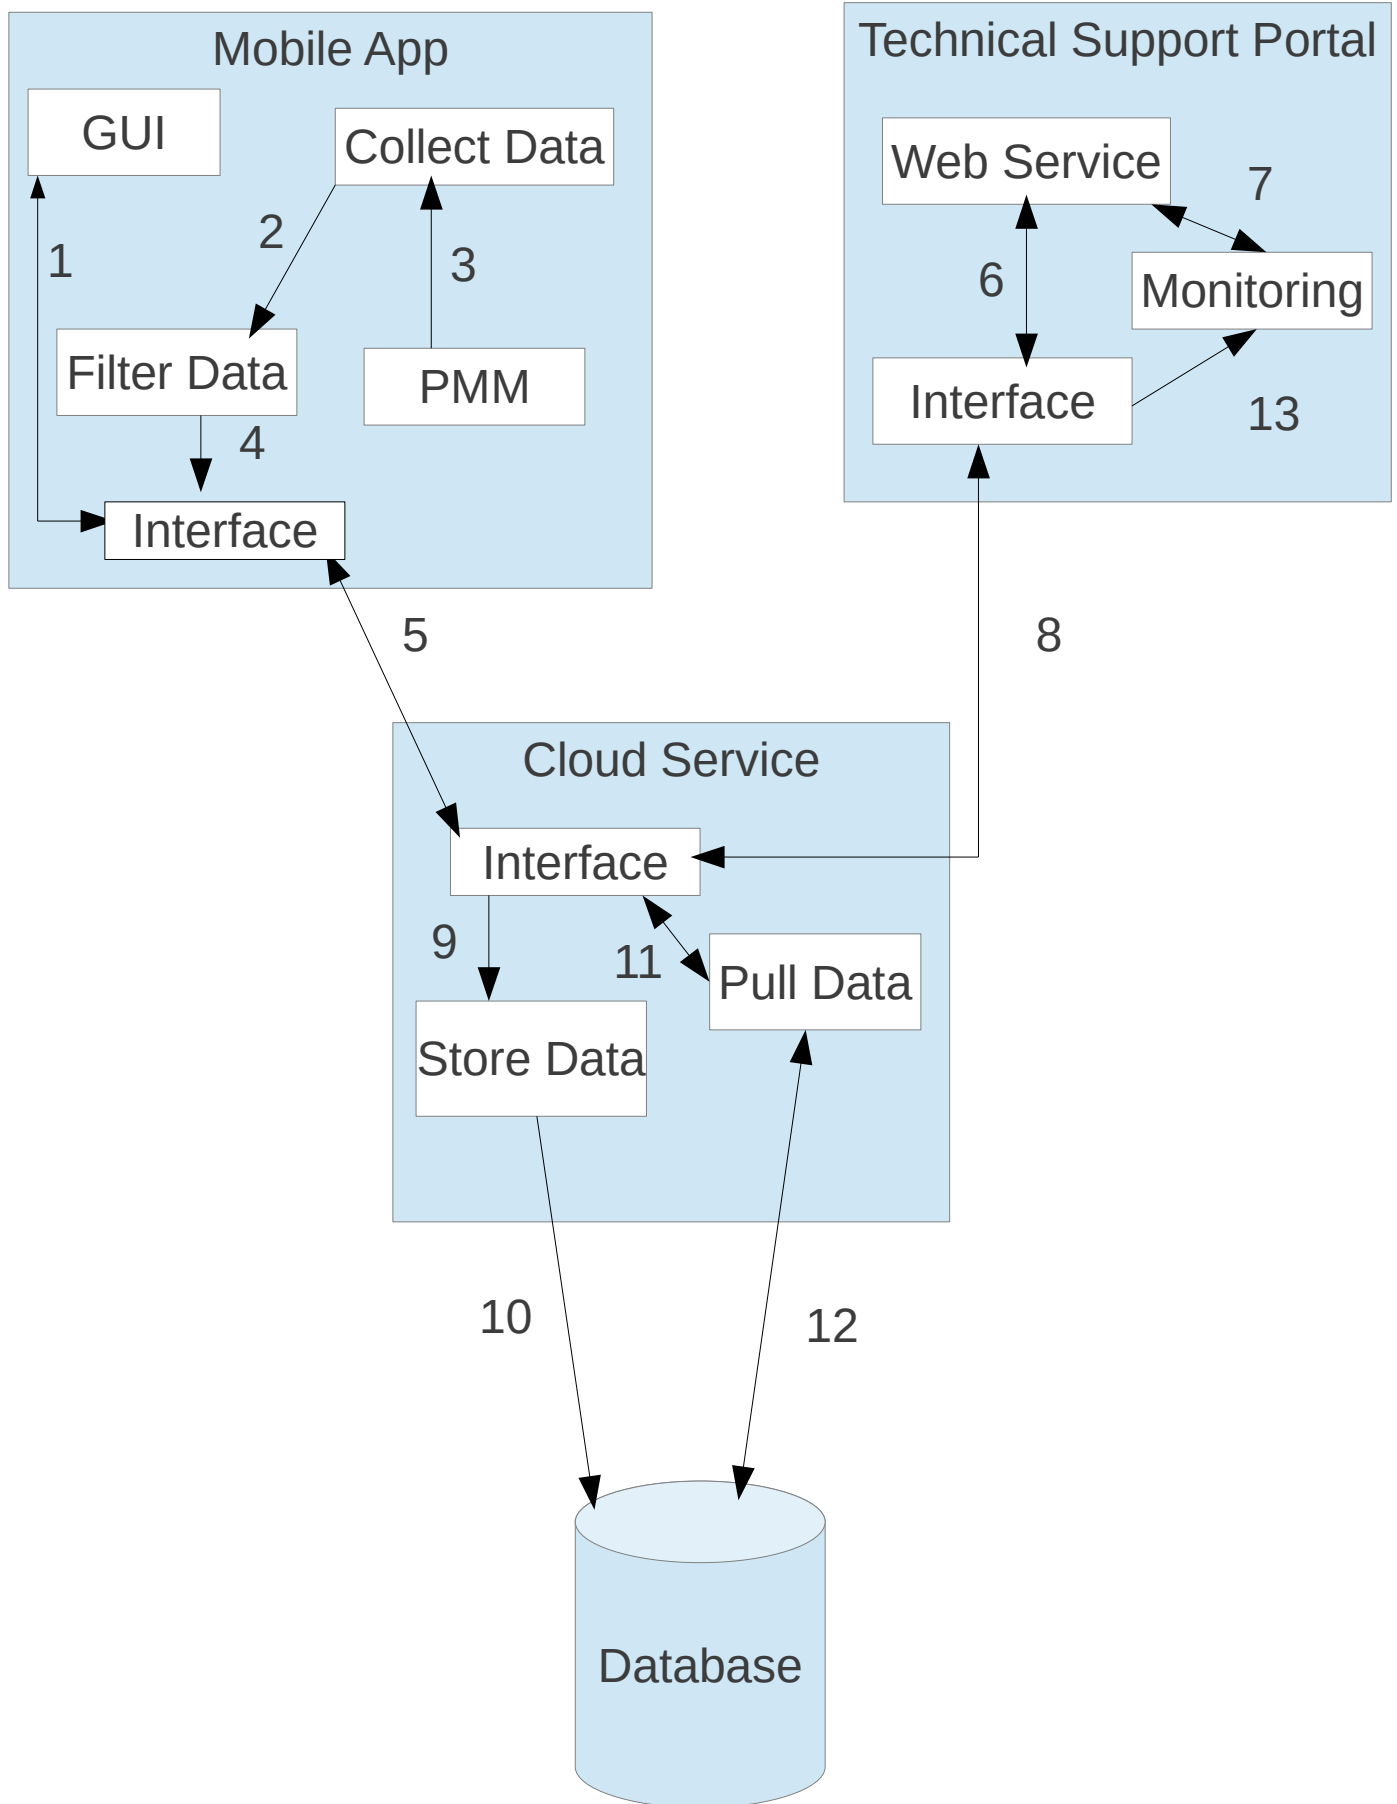 Mobile App
GUI
Collect Data
1
2
3
Filter Data
PMM
4
Interface
Technical Support Portal
Web Service
7
6
Monitoring
Interface
13
5
8
Cloud Service
Interface
9
11
Pull Data
Store Data
10
12
Database